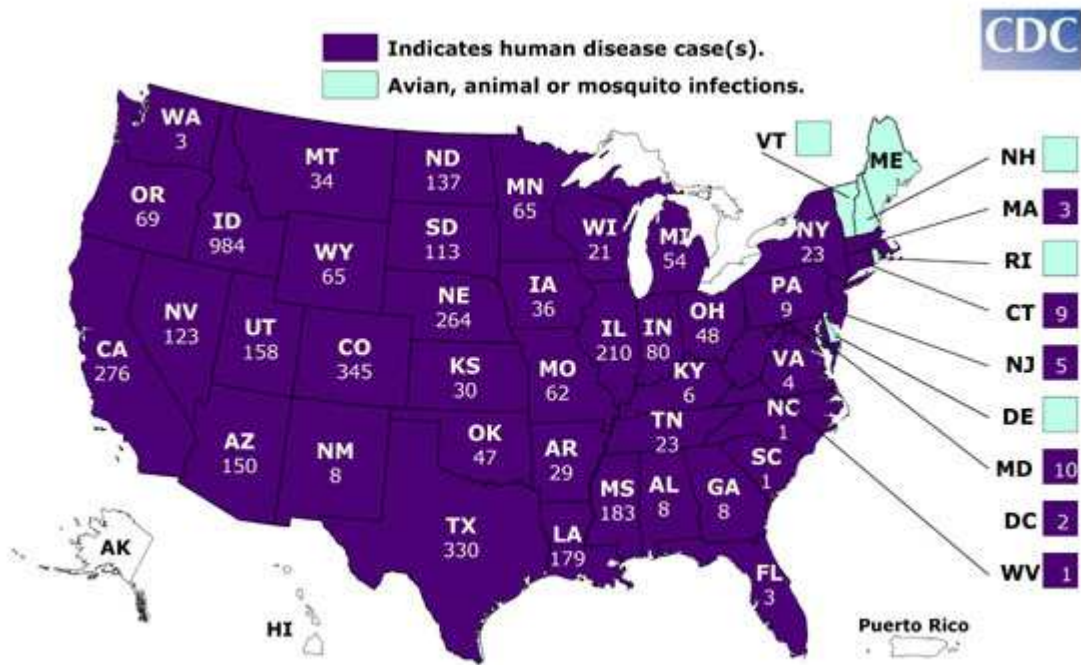 CDC
Indicates human disease case(s).
Avian, animal or mosquito infections.
WA
3
MT
34
ND
137
MN
65
VT
ME
NH
OR
69
ID
984
SD
113
WI
21
MI
54
NY
23
MA 3
WY
65
RI
IA
36
PA
9
NE
264
NV
123
UT
158
CO
345
IL
210
IN
80
OH
48
CT 9
CA
276
KS
30
MO
62
KY
6
VA
4
NJ 5
AZ
150
NM
8
OK
47
AR
29
TN
23
NC
1
DE
SC
1
MS
183
AL
8
GA
8
MD 10
TX
330
LA
179
DC 2
AK
FL
3
WV 1
HI
Puerto Rico